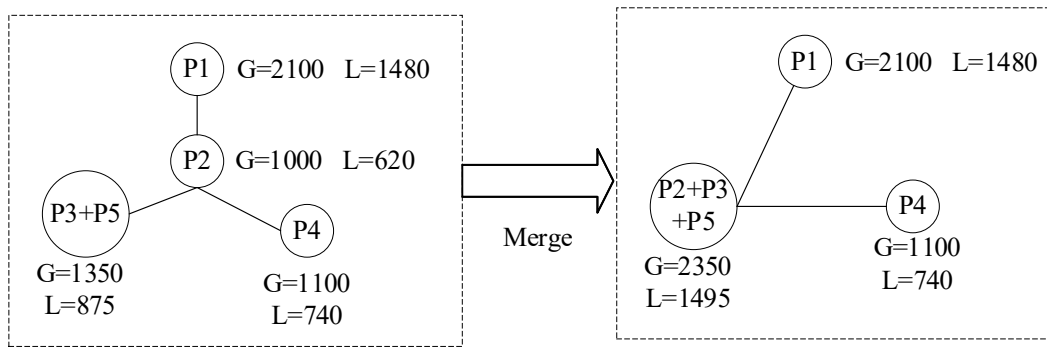 P1 G=2100 L=1480
P2 G=1000 L=620
P3+P5
P4
G=1350
L=875
G=1100
L=740
Merge
P1
G=2100 L=1480
P2+P3
+P5
P4
G=2350
L=1495
G=1100
L=740